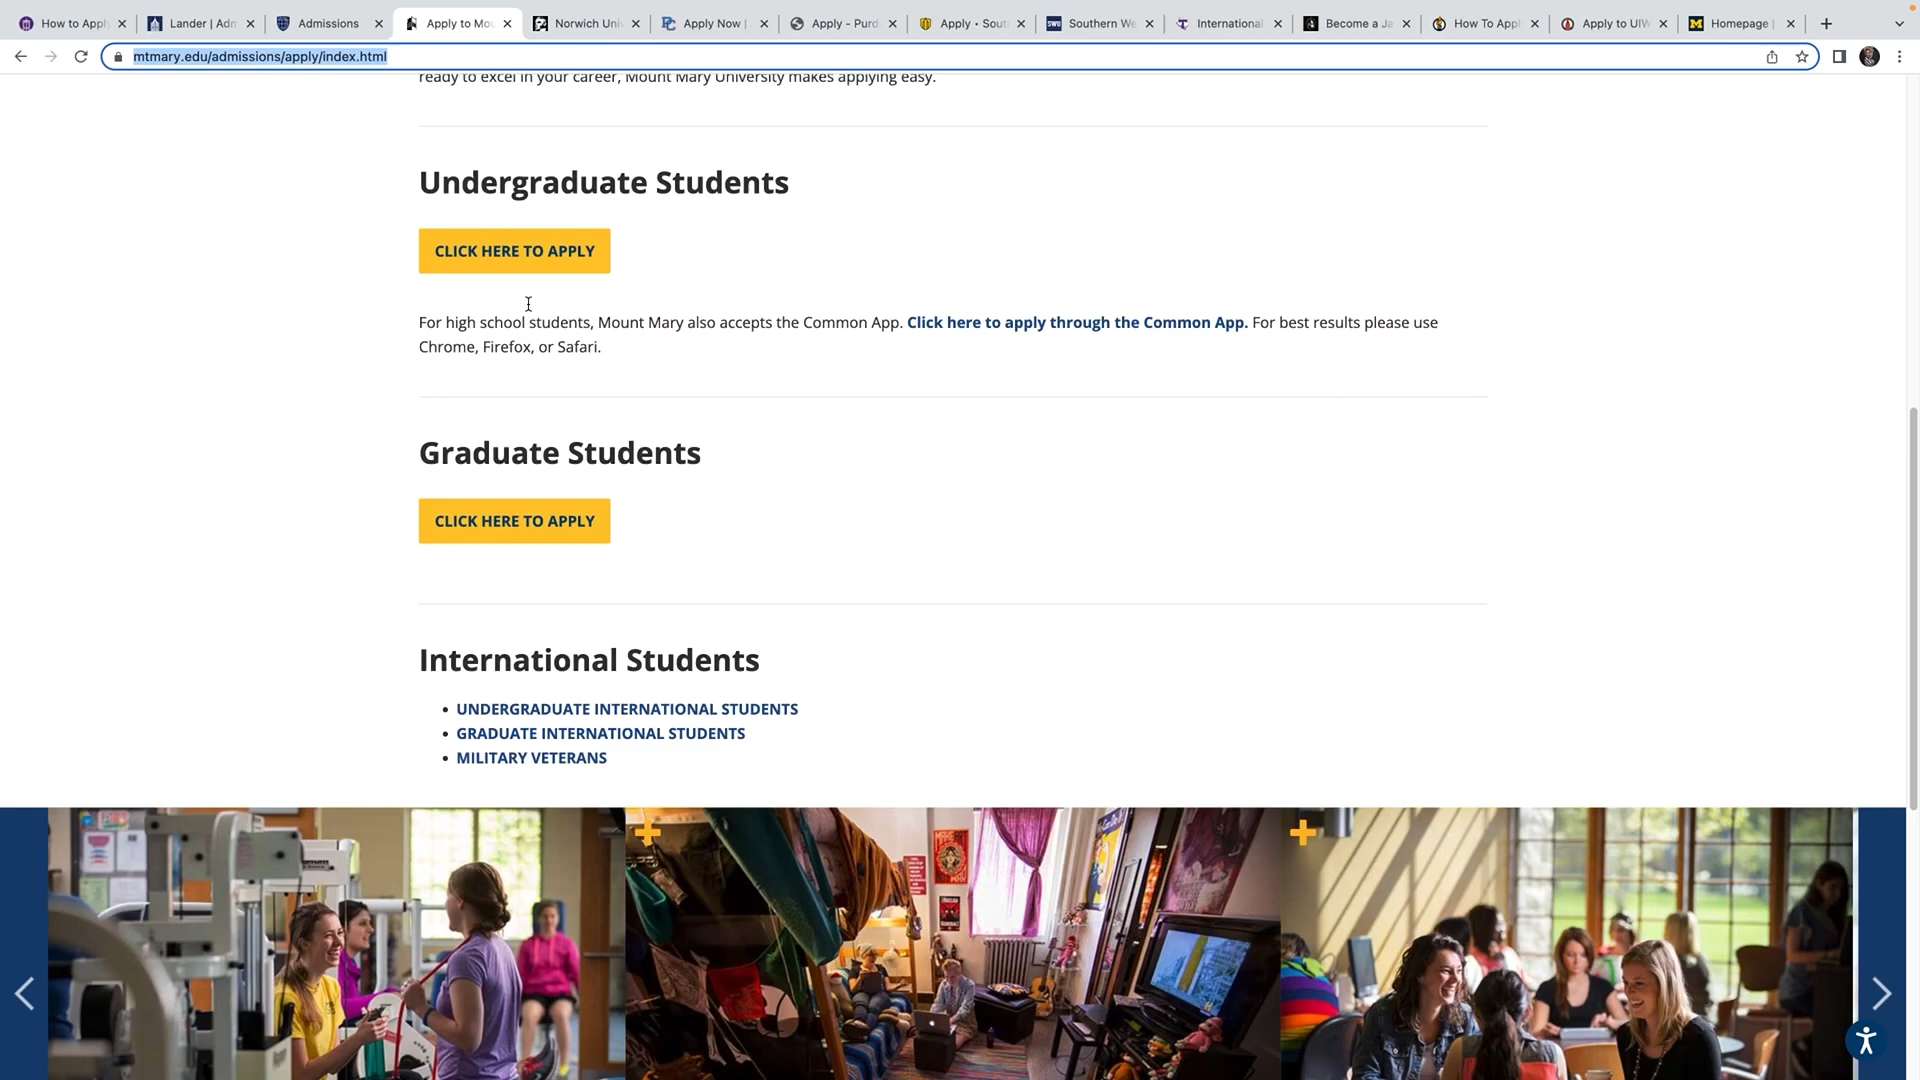 How to Appl
Lander | Adm
Admissions
Apply to Mou
Norwich Uni
Apply Now |
Apply - Purd
Apply • Sout
Southern We
International
Become a Ja
How To Appl
Apply to UIW
Homepage |
mtmary.edu/admissions/apply/index.html
ready to excel in your career, Mount Mary University makes applying easy.
Undergraduate Students
CLICK HERE TO APPLY
For high school students, Mount Mary also accepts the Common App. Click here to apply through the Common App. For best results please use
Chrome, Firefox, or Safari.
Graduate Students
CLICK HERE TO APPLY
International Students
• UNDERGRADUATE INTERNATIONAL STUDENTS
• GRADUATE INTERNATIONAL STUDENTS
• MILITARY VETERANS